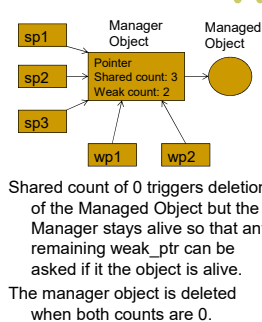 Manager
Object
Managed
Object
sp1
Pointer
Shared count: 3
Weak count: 2
sp2
sp3
wp1
wp2
Shared count of 0 triggers deletion
of the Managed Object but the
Manager stays alive so that
remaining weak_ptr can be
asked if it the object is alive.
The manager object is deleted
when both counts are 0.